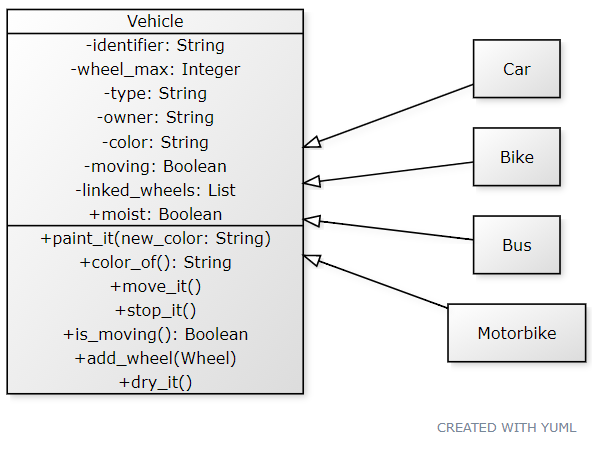 Vehicle
-identifier: String
-wheel_max: Integer
-type: String
-owner: String
-color: String
-moving: Boolean
-linked_wheels: List
+moist: Boolean
+paint_it(new_color: String)
+color_of(): String
+move_it()
+stop_it()
+is_moving(): Boolean
+add_wheel(Wheel)
+dry_it()
Car
Bike
Bus
Motorbike
CREATED WITH YUML